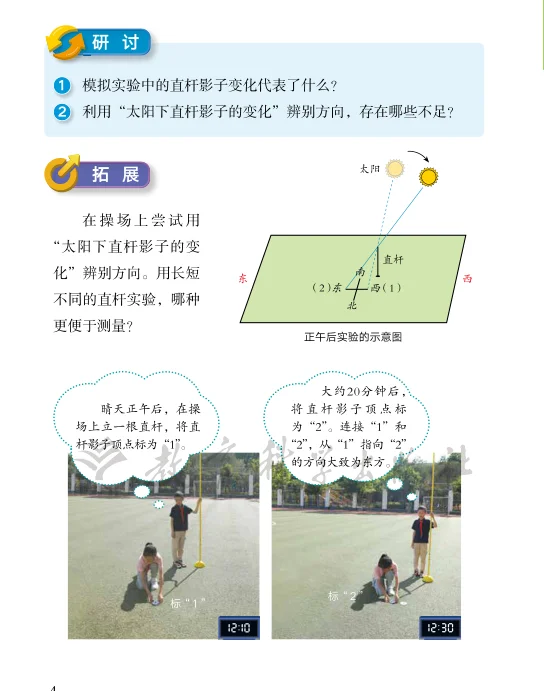 研讨
1 模拟实验中的直杆影子变化代表了什么？
2 利用“太阳下直杆影子的变化”辨别方向，存在哪些不足？
拓展
在操场上尝试用
“太阳下直杆影子的变
化”辨别方向。用长短
不同的直杆实验，哪种
更便于测量？
太阳
直杆
南
东
(2)东 西(1)
西
北
正午后实验的示意图
晴天正午后，在操
场上立一根直杆，将直
杆影子顶点标为“1”。
大约20分钟后，
将直杆影子顶点标
为“2”。连接“1”和
“2”，从“1”指向“2”
的方向大致为东方。
教育科学出版社
标“1”
12:10
标“2”
12:30